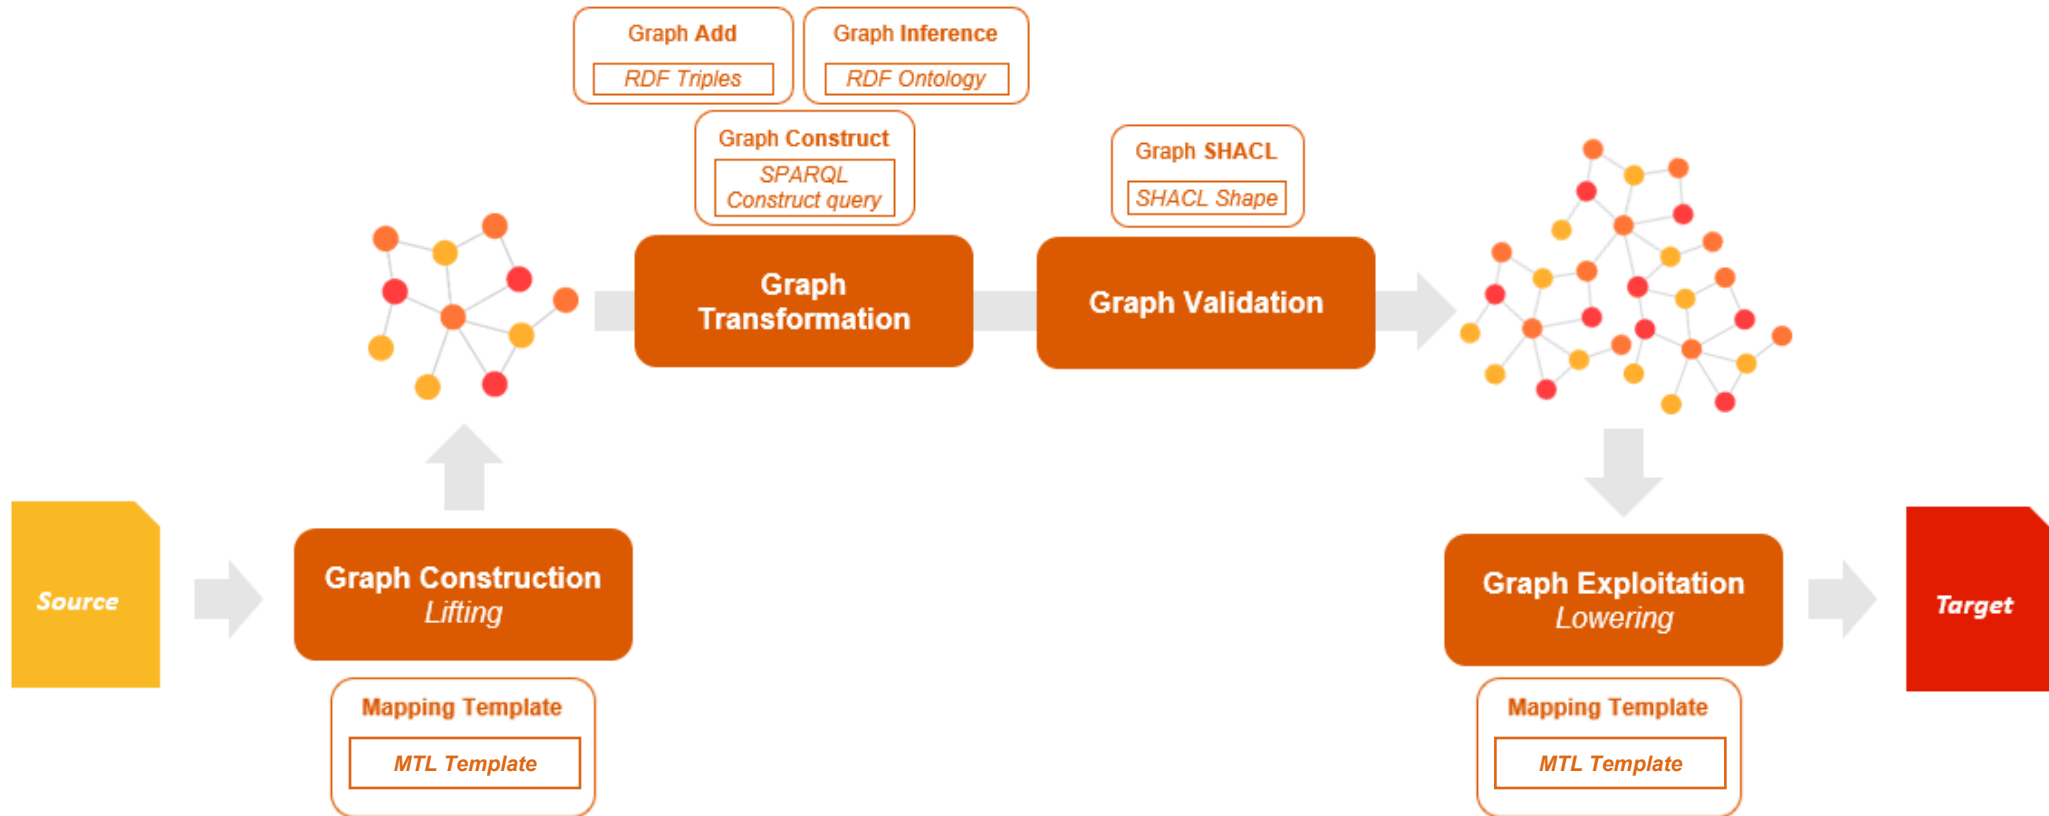 Graph Add
RDF Triples
Graph Inference
RDF Ontology
Graph Construct
SPARQL
Construct query
Graph SHACL
SHACL Shape
Graph
Transformation
Graph Validation
Source
Graph Construction
Lifting
Mapping Template
MTL Template
Graph Exploitation
Lowering
Mapping Template
MTL Template
Target